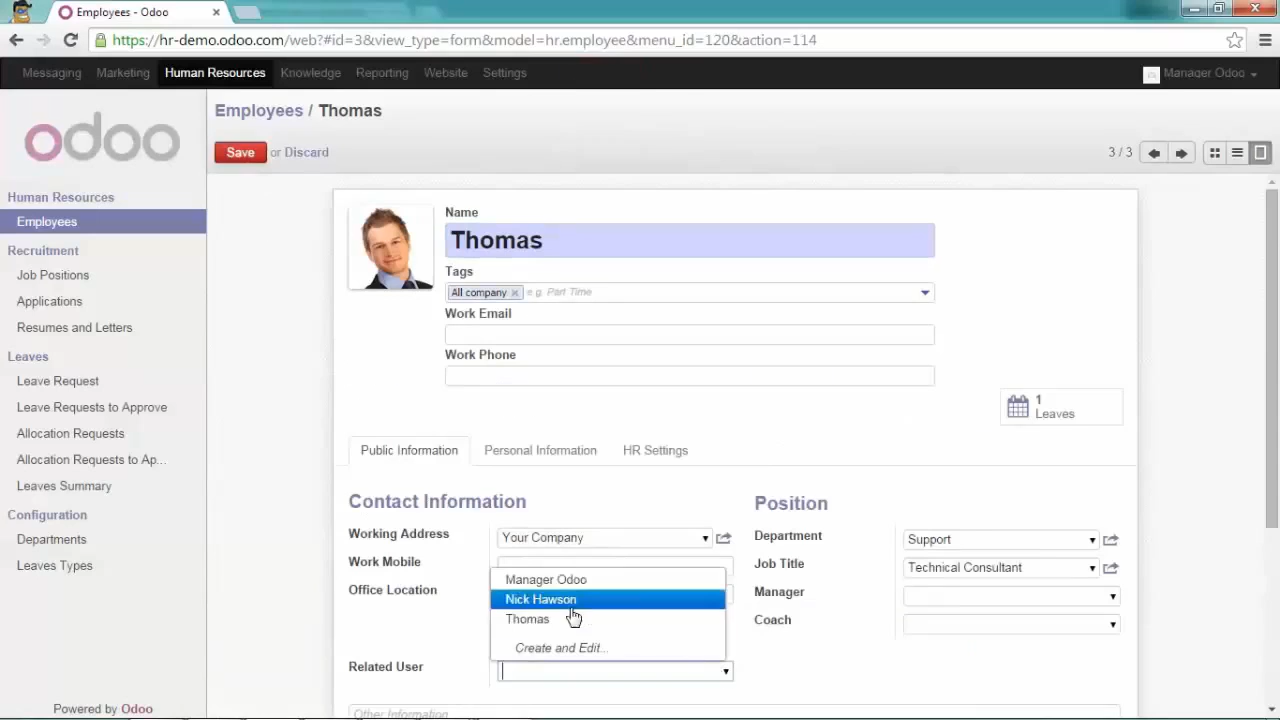 Employees - Odoo
https://hr-demo.odoo.com/web?#id=3&view_type=form&model=hr.employee&menu_id=120&action=114
Messaging Marketing Human Resources Knowledge Reporting Website Settings Manager Odoo
odoo
Employees / Thomas
Save or Discard
3 / 3
Human Resources
Employees
Recruitment
Job Positions
Applications
Resumes and Letters
Leaves
Leave Request
Leave Requests to Approve
Allocation Requests
Allocation Requests to Ap...
Leaves Summary
Configuration
Departments
Leaves Types
Powered by Odoo
Name
Thomas
Tags
All company × e.g. Part Time
Work Email
Work Phone
1
Leaves
Public Information Personal Information HR Settings
Contact Information
Working Address Your Company
Work Mobile
Office Location
Manager Odoo
Nick Hawson
Thomas
Create and Edit...
Related User
Other Information
Position
Department Support
Job Title Technical Consultant
Manager
Coach